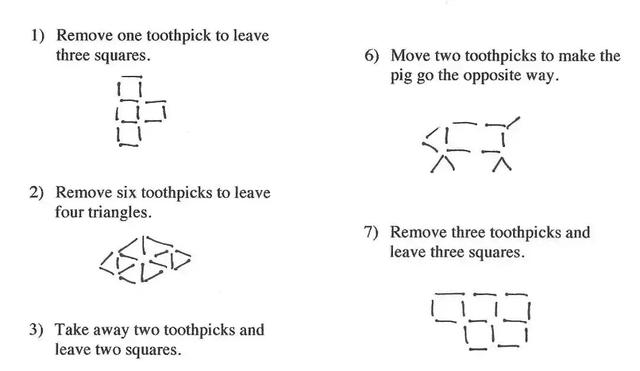 1) Remove one toothpick to leave
three squares.
2) Remove six toothpicks to leave
four triangles.
3) Take away two toothpicks and
leave two squares.
6) Move two toothpicks to make the
pig go the opposite way.
7) Remove three toothpicks and
leave three squares.